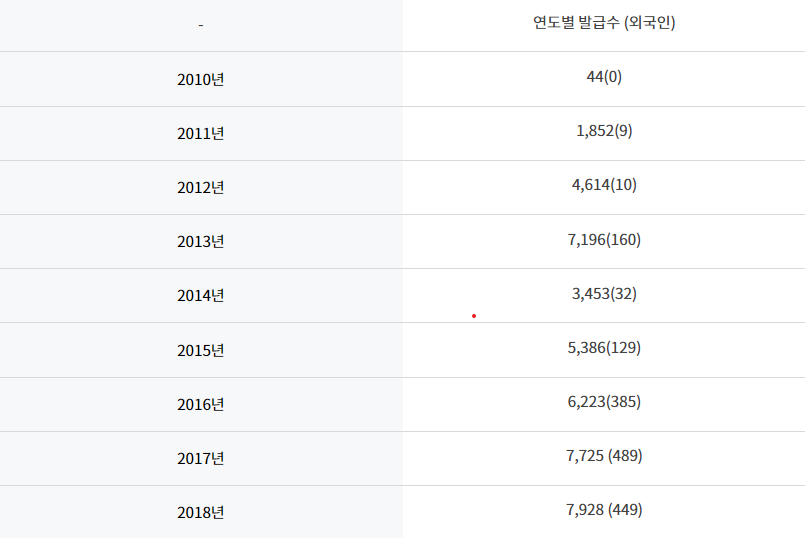 - 연도별 발급수 (외국인)
2010년 44(0)
2011년 1,852(9)
2012년 4,614(10)
2013년 7,196(160)
2014년 3,453(32)
2015년 5,386(129)
2016년 6,223(385)
2017년 7,725 (489)
2018년 7,928 (449)